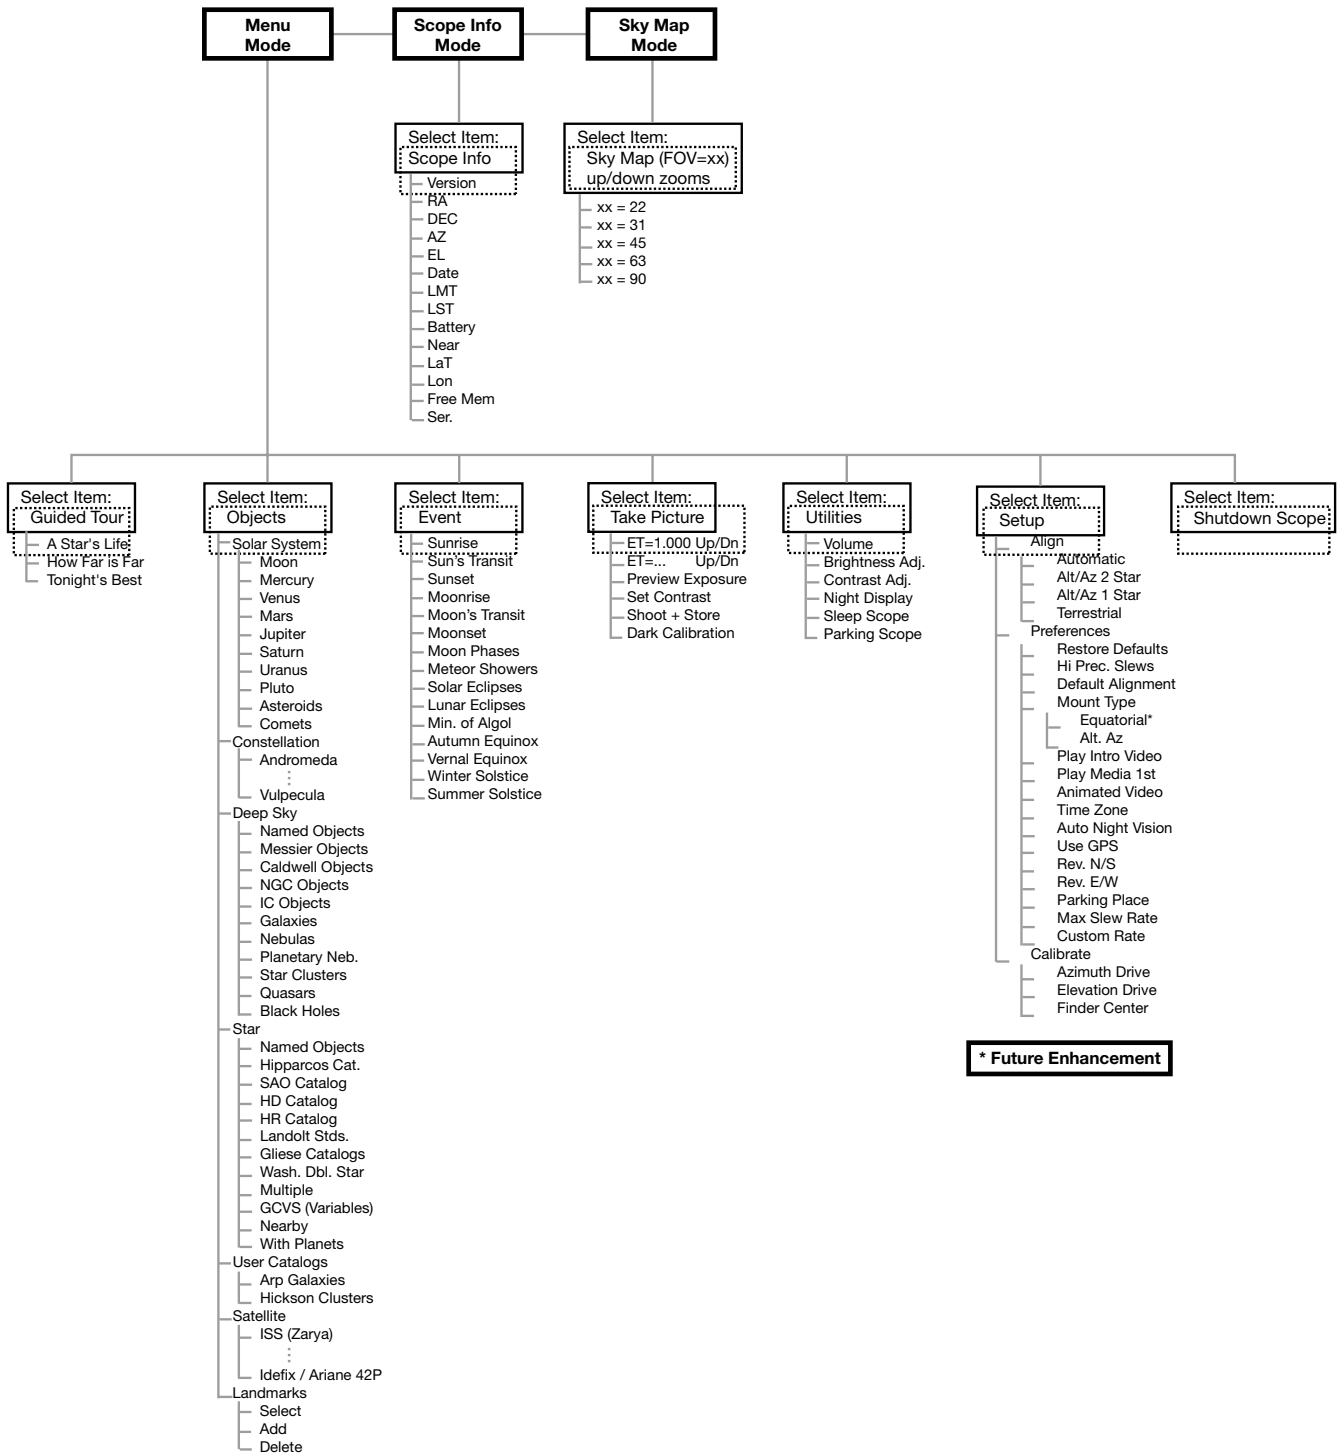 Menu
Mode
Scope Info
Mode
Sky Map
Mode
Select Item:
Scope Info
Version
RA
DEC
AZ
EL
Date
LMT
LST
Battery
Near
LaT
Lon
Free Mem
Ser.
Select Item:
Sky Map (FOV=xx)
up/down zooms
xx = 22
xx = 31
xx = 45
xx = 63
xx = 90
Select Item:
Guided Tour
A Star's Life
How Far is Far
Tonight's Best
Select Item:
Objects
Solar System
Moon
Mercury
Venus
Mars
Jupiter
Saturn
Uranus
Pluto
Asteroids
Comets
Constellation
Andromeda
Vulpecula
Deep Sky
Named Objects
Messier Objects
Caldwell Objects
NGC Objects
IC Objects
Galaxies
Nebulas
Planetary Neb.
Star Clusters
Quasars
Black Holes
Star
Named Objects
Hipparcos Cat.
SAO Catalog
HD Catalog
HR Catalog
Landolt Stds.
Gliese Catalogs
Wash. Dbl. Star
Multiple
GCVS (Variables)
Nearby
With Planets
User Catalogs
Arp Galaxies
Hickson Clusters
Satellite
ISS (Zarya)
Idefix / Ariane 42P
Landmarks
Select
Add
Delete
Select Item:
Event
Sunrise
Sun’s Transit
Sunset
Moonrise
Moon’s Transit
Moonset
Moon Phases
Meteor Showers
Solar Eclipses
Lunar Eclipses
Min. of Algol
Autumn Equinox
Vernal Equinox
Winter Solstice
Summer Solstice
Select Item:
Take Picture
ET=1.000 Up/Dn
ET=... Up/Dn
Preview Exposure
Set Contrast
Shoot + Store
Dark Calibration
Select Item:
Utilities
Volume
Brightness Adj.
Contrast Adj.
Night Display
Sleep Scope
Parking Scope
Select Item:
Setup
Align
Automatic
Alt/Az 2 Star
Alt/Az 1 Star
Terrestrial
Preferences
Restore Defaults
Hi Prec. Slews
Default Alignment
Mount Type
Equatorial*
Alt. Az
Play Intro Video
Play Media 1st
Animated Video
Time Zone
Auto Night Vision
Use GPS
Rev. N/S
Rev. E/W
Parking Place
Max Slew Rate
Custom Rate
Calibrate
Azimuth Drive
Elevation Drive
Finder Center
Select Item:
Shutdown Scope
* Future Enhancement